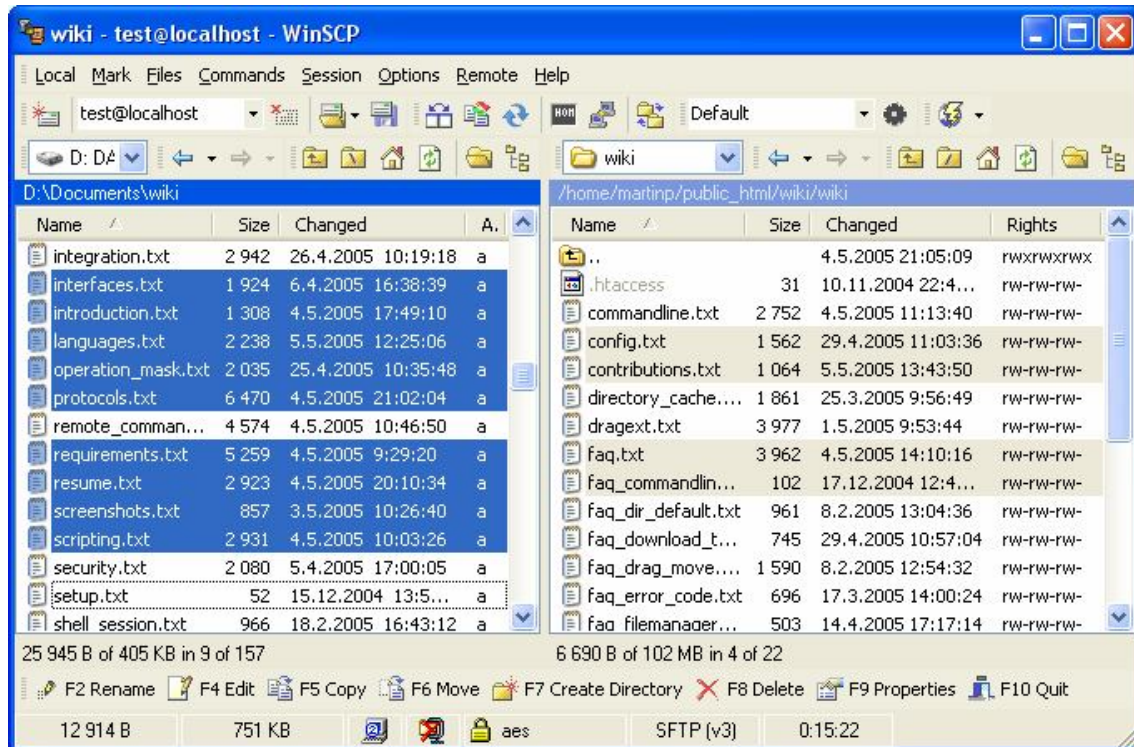 wiki - test@localhost - WinSCP
Local Mark Files Commands Session Options Remote Help
test@localhost Default
D: DA wiki
D:\Documents\wiki /home/martinp/public_html/wiki/wiki
Name Size Changed A. Name Size Changed Rights
integration.txt 2 942 26.4.2005 10:19:18 a .. 4.5.2005 21:05:09 rwxrwxrwx
interfaces.txt 1 924 6.4.2005 16:38:39 a .htaccess 31 10.11.2004 22:4... rw-rw-rw-
introduction.txt 1 308 4.5.2005 17:49:10 a commandline.txt 2 752 4.5.2005 11:13:40 rw-rw-rw-
languages.txt 2 238 5.5.2005 12:25:06 a config.txt 1 562 29.4.2005 11:03:36 rw-rw-rw-
operation_mask.txt 2 035 25.4.2005 10:35:48 a contributions.txt 1 064 5.5.2005 13:43:50 rw-rw-rw-
protocols.txt 6 470 4.5.2005 21:02:04 a directory_cache.... 1 861 25.3.2005 9:56:49 rw-rw-rw-
remote_comman... 4 574 4.5.2005 10:46:50 a dragext.txt 3 977 1.5.2005 9:53:44 rw-rw-rw-
requirements.txt 5 259 4.5.2005 9:29:20 a faq.txt 3 962 4.5.2005 14:10:16 rw-rw-rw-
resume.txt 2 923 4.5.2005 20:10:34 a faq_commandlin... 102 17.12.2004 12:4... rw-rw-rw-
screenshots.txt 857 3.5.2005 10:26:40 a faq_dir_default.txt 961 8.2.2005 13:04:36 rw-rw-rw-
scripting.txt 2 931 4.5.2005 10:03:26 a faq_download_t... 745 29.4.2005 10:57:04 rw-rw-rw-
security.txt 2 080 5.4.2005 17:00:05 a faq_drag_move.... 1 590 8.2.2005 12:54:32 rw-rw-rw-
setup.txt 52 15.12.2004 13:5... a faq_error_code.txt 696 17.3.2005 14:00:24 rw-rw-rw-
shell_session.txt 966 18.2.2005 16:43:12 a faq_filemanager... 503 14.4.2005 17:17:14 rw-rw-rw-
25 945 B of 405 KB in 9 of 157 6 690 B of 102 MB in 4 of 22
F2 Rename F4 Edit F5 Copy F6 Move F7 Create Directory F8 Delete F9 Properties F10 Quit
12 914 B 751 KB aes SFTP (v3) 0:15:22